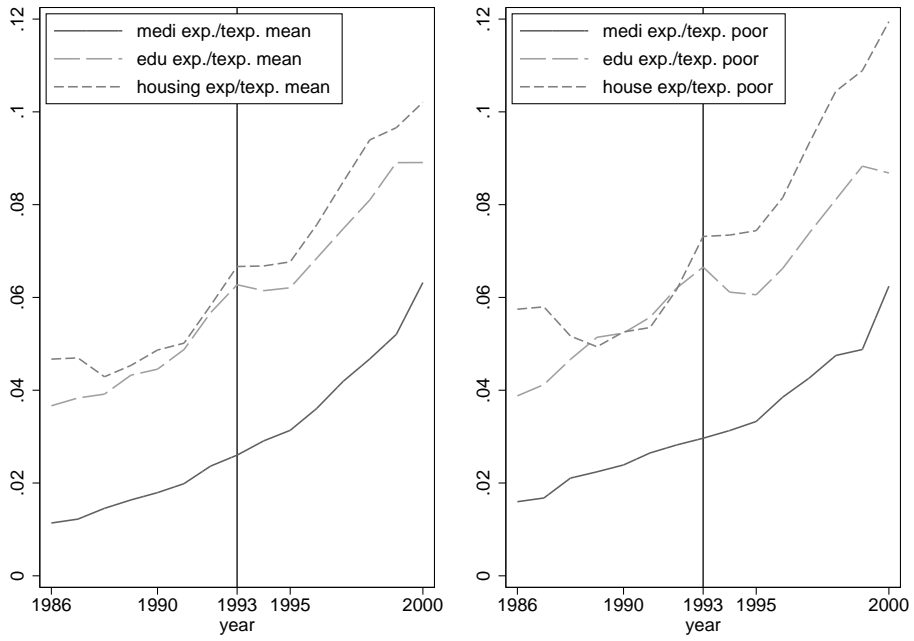 medi exp./texp. mean
edu exp./texp. mean
housing exp/texp. mean
0
.02
.04
.06
.08
.1
.12
1986 1990 1993 1995 2000
year
medi exp./texp. poor
edu exp./texp. poor
house exp/texp. poor
0
.02
.04
.06
.08
.1
.12
1986 1990 1993 1995 2000
year